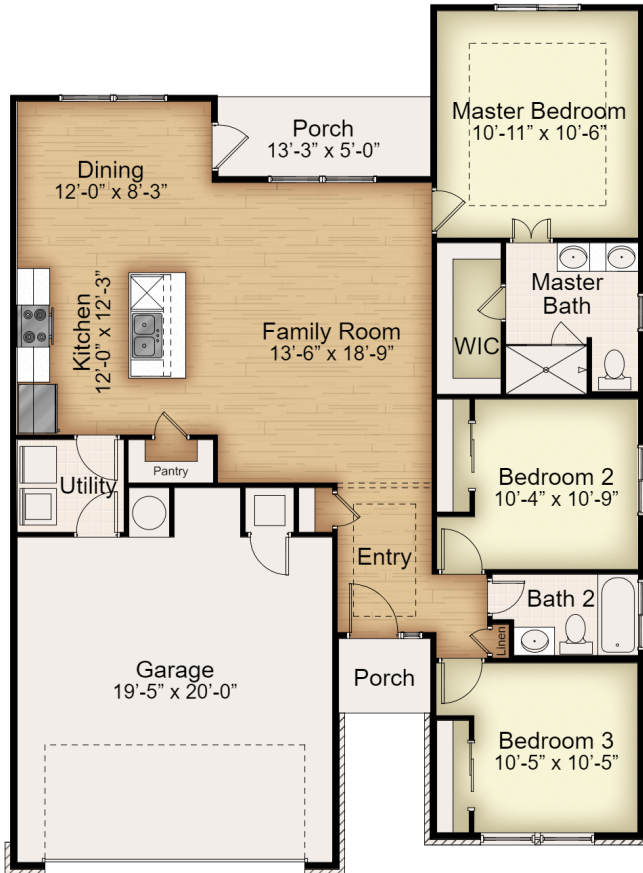 Master Bedroom
10’-11” x 10’-6”
Porch
13’-3” x 5’-0”
Dining
12’-0” x 8’-3”
Kitchen
12’-0” x 12’-3”
Family Room
13’-6” x 18’-9”
Master
Bath
WIC
Pantry
Utility
Bedroom 2
10’-4” x 10’-9”
Entry
Bath 2
Linen
Garage
19’-5” x 20’-0”
Porch
Bedroom 3
10’-5” x 10’-5”